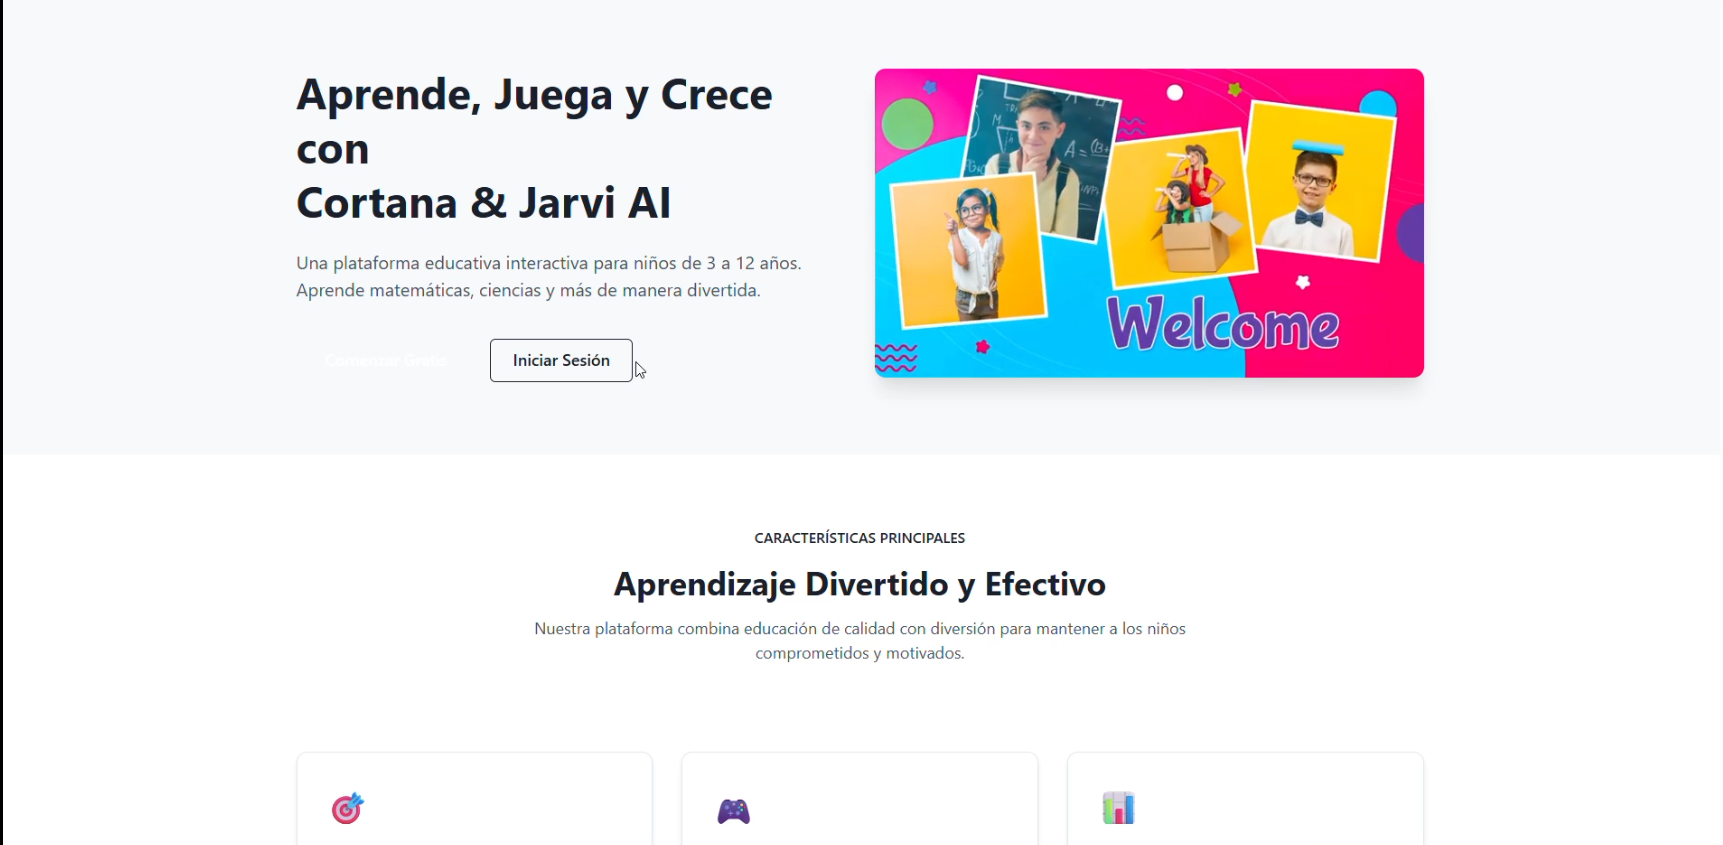 Aprende, Juega y Crece
con
Cortana & Jarvi AI
Una plataforma educativa interactiva para niños de 3 a 12 años.
Aprende matemáticas, ciencias y más de manera divertida.
Comenzar Gratis
Iniciar Sesión
Welcome
CARACTERÍSTICAS PRINCIPALES
Aprendizaje Divertido y Efectivo
Nuestra plataforma combina educación de calidad con diversión para mantener a los niños
comprometidos y motivados.